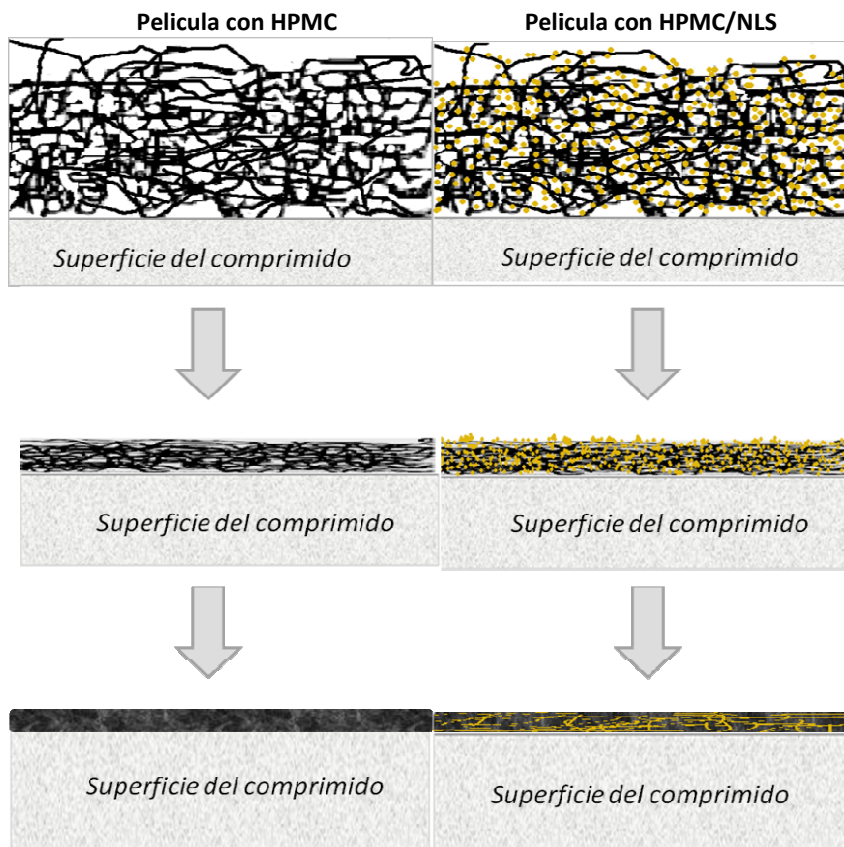 Pelicula con HPMC
Pelicula con HPMC/NLS
Superficie del comprimido
Superficie del comprimido
Superficie del comprimido
Superficie del comprimido
Superficie del comprimido
Superficie del comprimido